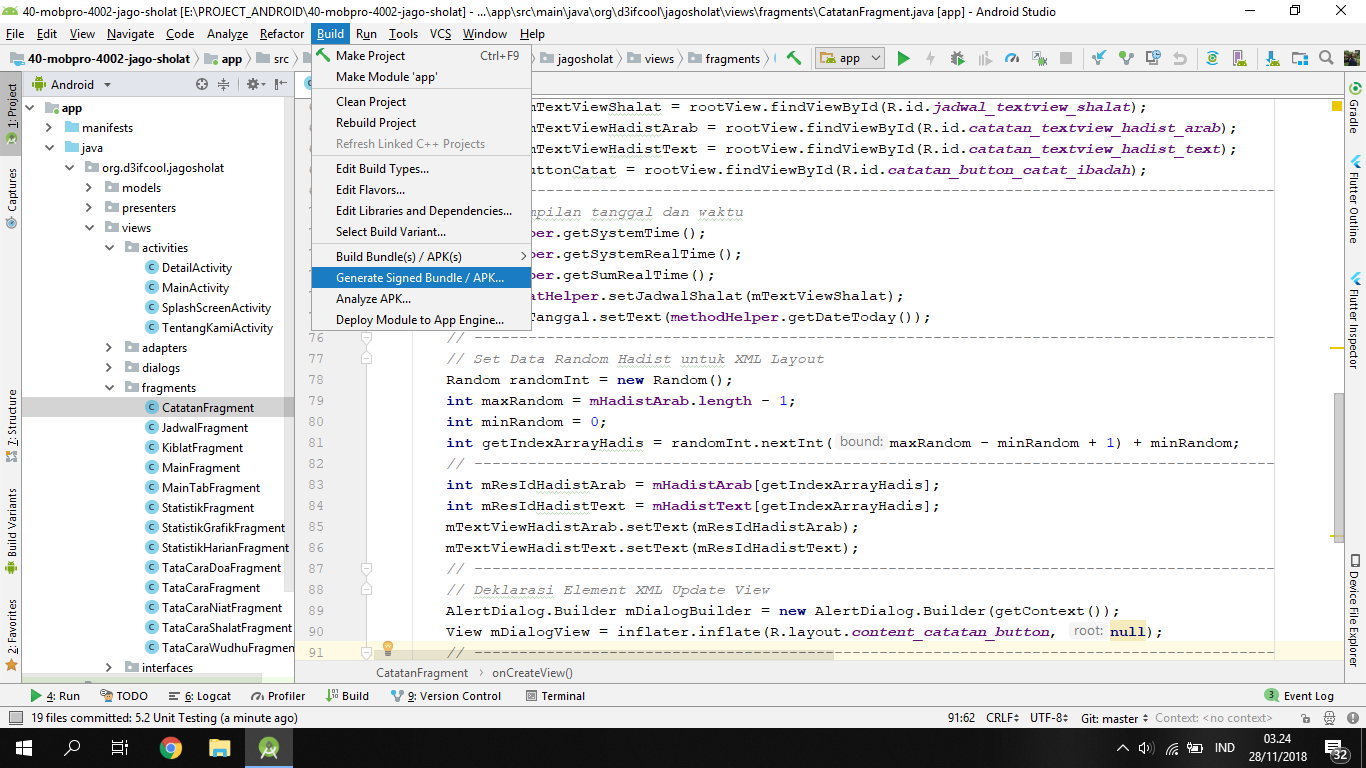 40-mobpro-4002-jago-sholat [E:\PROJECT_ANDROID\40-mobpro-4002-jago-sholat] - ...\app\src\main\java\org\d3ifcool\jagosholat\views\fragments\CatatanFragment.java [app] - Android Studio
File Edit View Navigate Code Analyze Refactor Build Run Tools VCS Window Help
40-mobpro-4002-jago-sholat app src jagosholat views fragments app
Make Project Ctrl+F9
Make Module 'app'
Clean Project
Rebuild Project
Refresh Linked C++ Projects
Edit Build Types...
Edit Flavors...
Edit Libraries and Dependencies...
Select Build Variant...
Build Bundle(s) / APK(s)
Generate Signed Bundle / APK...
Analyze APK...
Deploy Module to App Engine...
1: Project
Captures
7: Structure
Build Variants
2: Favorites
Android
app
manifests
java
org.d3ifcool.jagosholat
models
presenters
views
activities
DetailActivity
MainActivity
SplashScreenActivity
TentangKamiActivity
adapters
dialogs
fragments
CatatanFragment
JadwalFragment
KiblatFragment
MainFragment
MainTabFragment
StatistikFragment
StatistikGrafikFragment
StatistikHarianFragment
TataCaraDoaFragment
TataCaraFragment
TataCaraNiatFragment
TataCaraShalatFragment
TataCaraWudhuFragmen
interfaces
mTextViewShalat = rootView.findViewById(R.id.jadwal_textview_shalat);
mTextViewHadistArab = rootView.findViewById(R.id.catatan_textview_hadist_arab);
mTextViewHadistText = rootView.findViewById(R.id.catatan_textview_hadist_text);
ttonCatat = rootView.findViewById(R.id.catatan_button_catat_ibadah);
mpilan tanggal dan waktu
per.getSystemTime();
per.getSystemRealTime();
per.getSumRealTime();
atHelper.setJadwalShalat(mTextViewShalat);
Tanggal.setText(methodHelper.getDateToday());
76 // ----------------------------------------------------------------------------------------
77 // Set Data Random Hadist untuk XML Layout
78 Random randomInt = new Random();
79 int maxRandom = mHadistArab.length - 1;
80 int minRandom = 0;
81 int getIndexArrayHadis = randomInt.nextInt( bound: maxRandom - minRandom + 1) + minRandom;
82 // ----------------------------------------------------------------------------------------
83 int mResIdHadistArab = mHadistArab[getIndexArrayHadis];
84 int mResIdHadistText = mHadistText[getIndexArrayHadis];
85 mTextViewHadistArab.setText(mResIdHadistArab);
86 mTextViewHadistText.setText(mResIdHadistText);
87 // ----------------------------------------------------------------------------------------
88 // Deklarasi Element XML Update View
89 AlertDialog.Builder mDialogBuilder = new AlertDialog.Builder(getContext());
90 View mDialogView = inflater.inflate(R.layout.content_catatan_button, root: null);
91 // ----------------------------------------------------------------------------------------
CatatanFragment onCreateView()
Gradle
Flutter Outline
Flutter Inspector
Device File Explorer
4: Run TODO 6: Logcat Profiler Build 9: Version Control Terminal 3 Event Log
19 files committed: 5.2 Unit Testing (a minute ago) 91:62 CRLF UTF-8 Git: master Context: <no context>
IND 03.24
28/11/2018 32